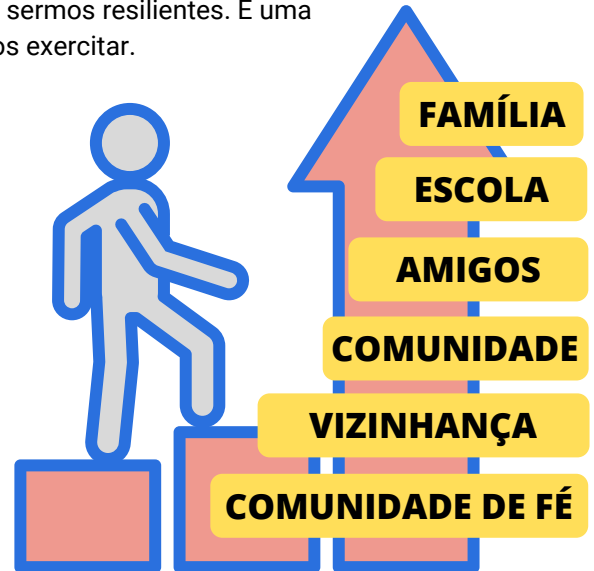 sermos resilientes. É uma
os exercitar.
FAMÍLIA
ESCOLA
AMIGOS
COMUNIDADE
VIZINHANÇA
COMUNIDADE DE FÉ